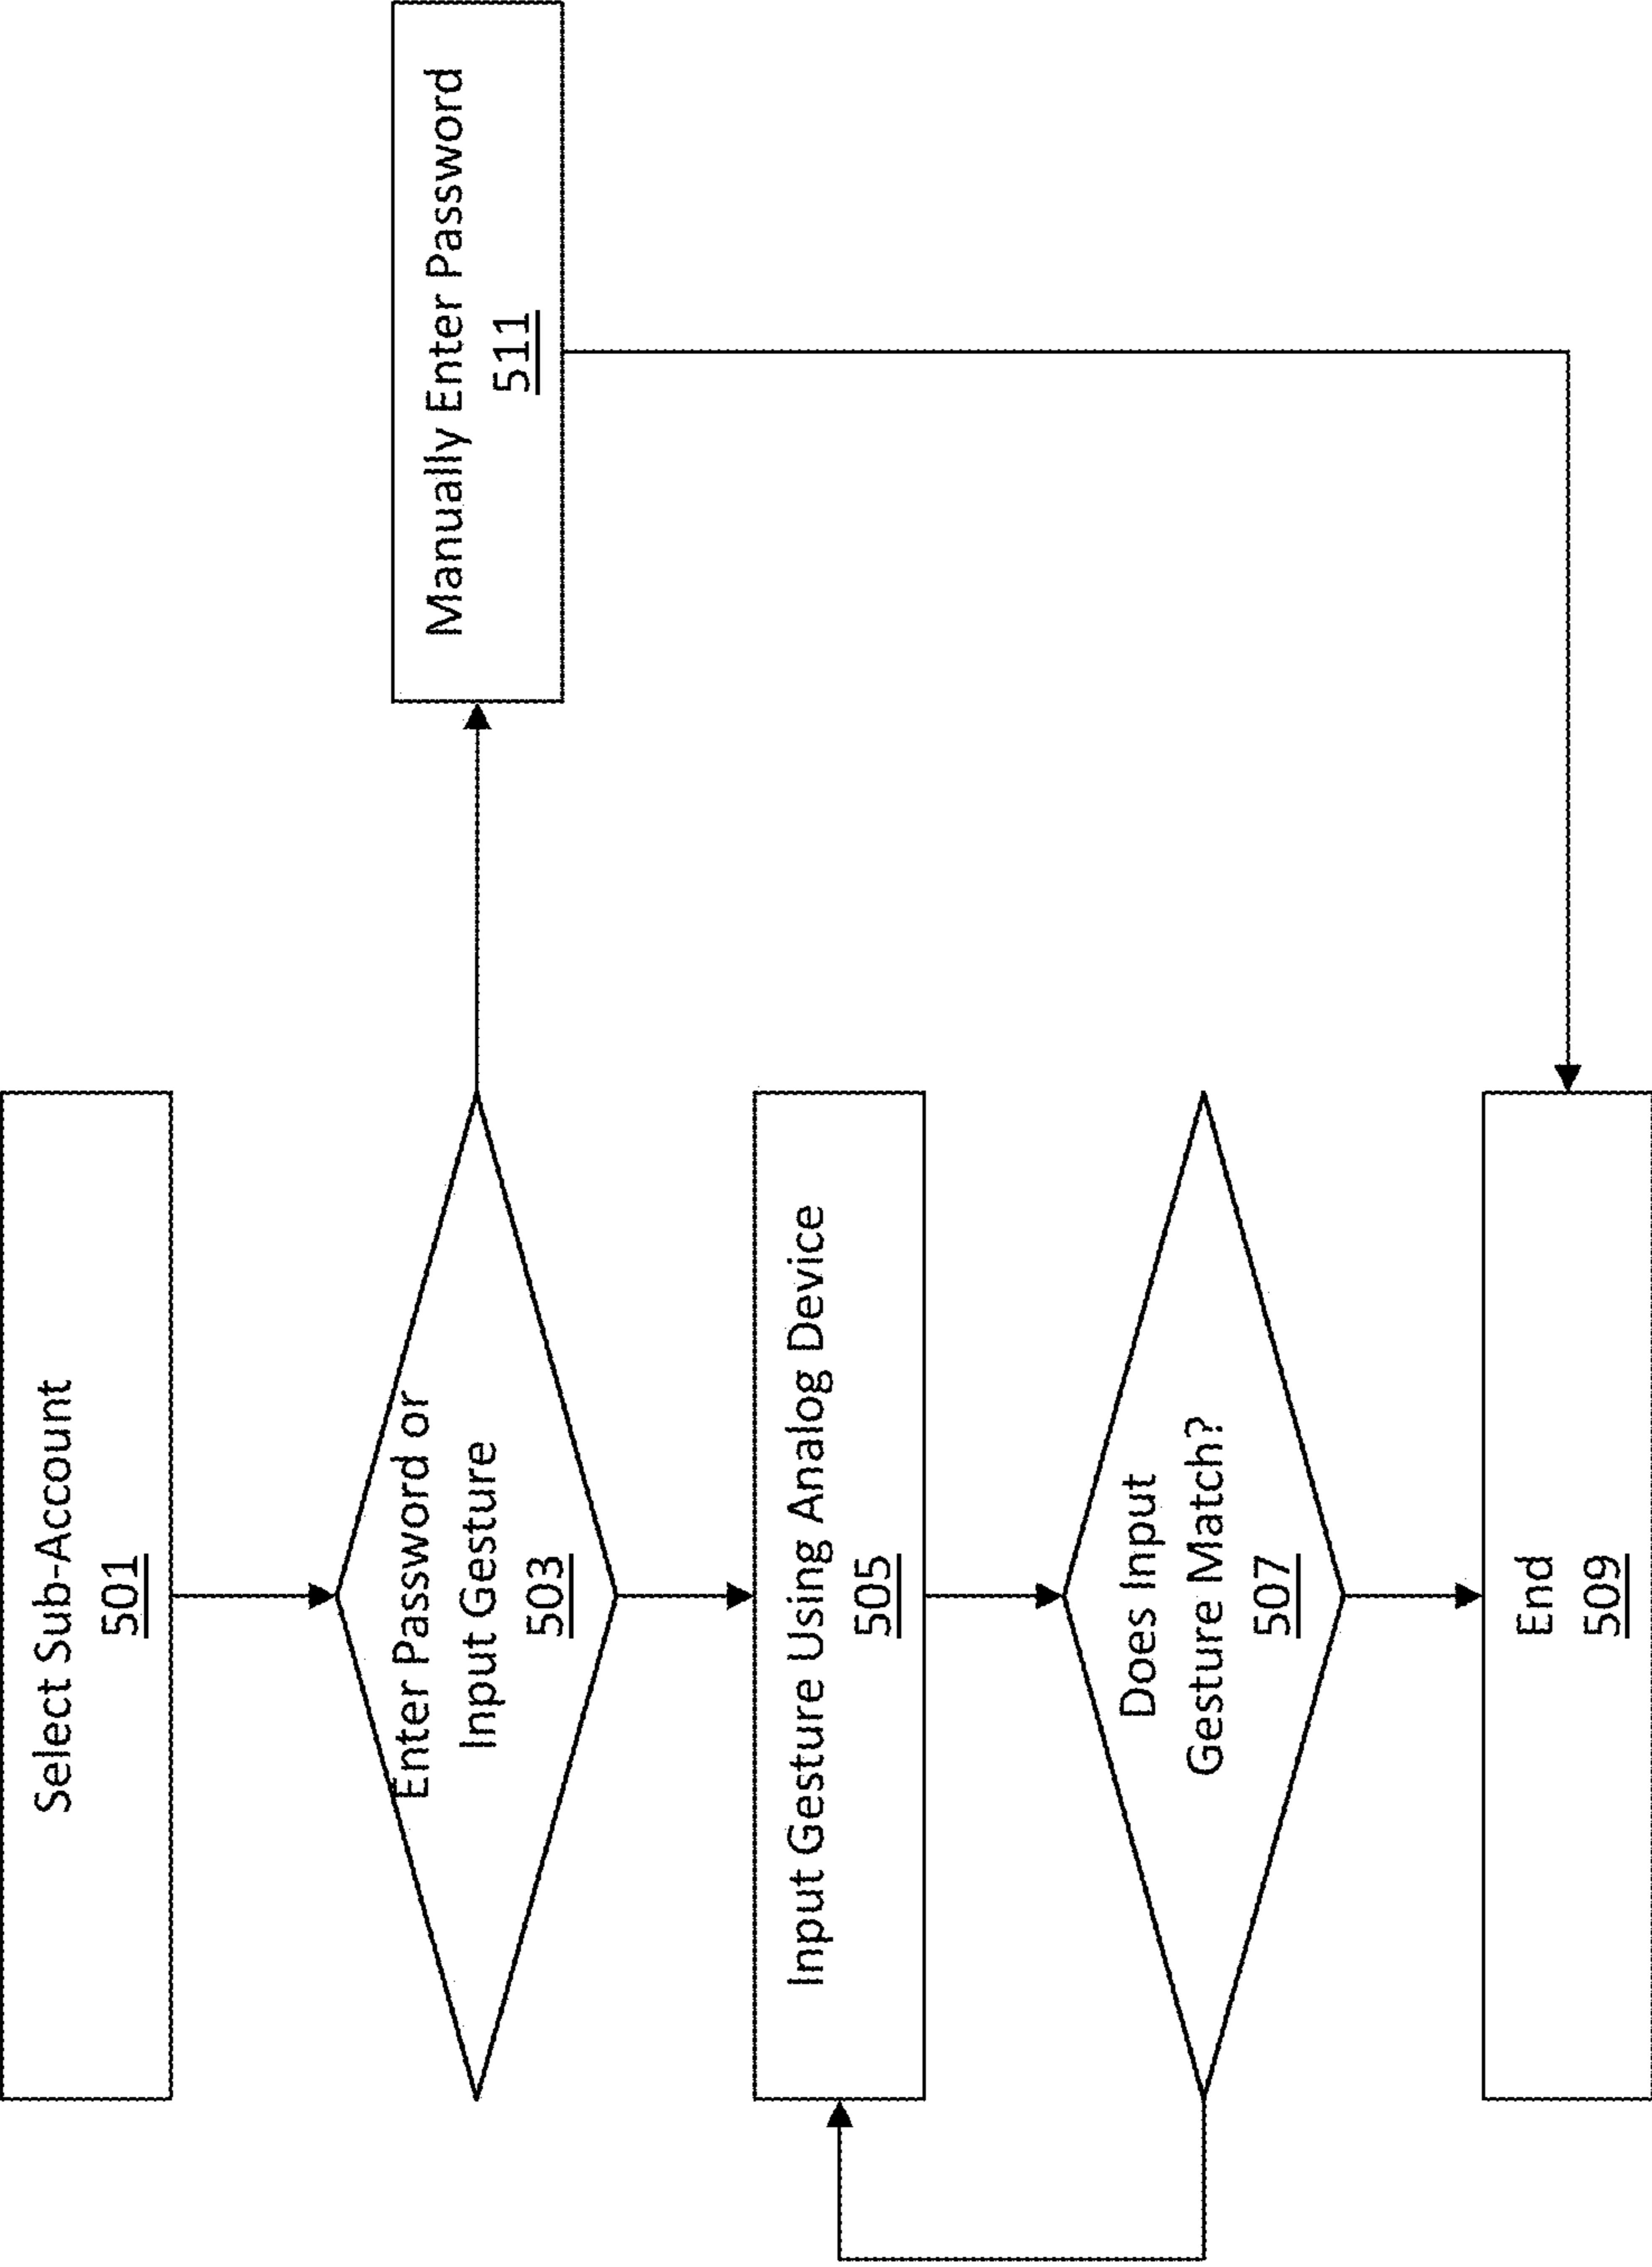 Select Sub-Account
501
Enter Password or
Input Gesture
503
Manually Enter Password
511
Input Gesture Using Analog Device
505
Does Input
Gesture Match?
507
End
509